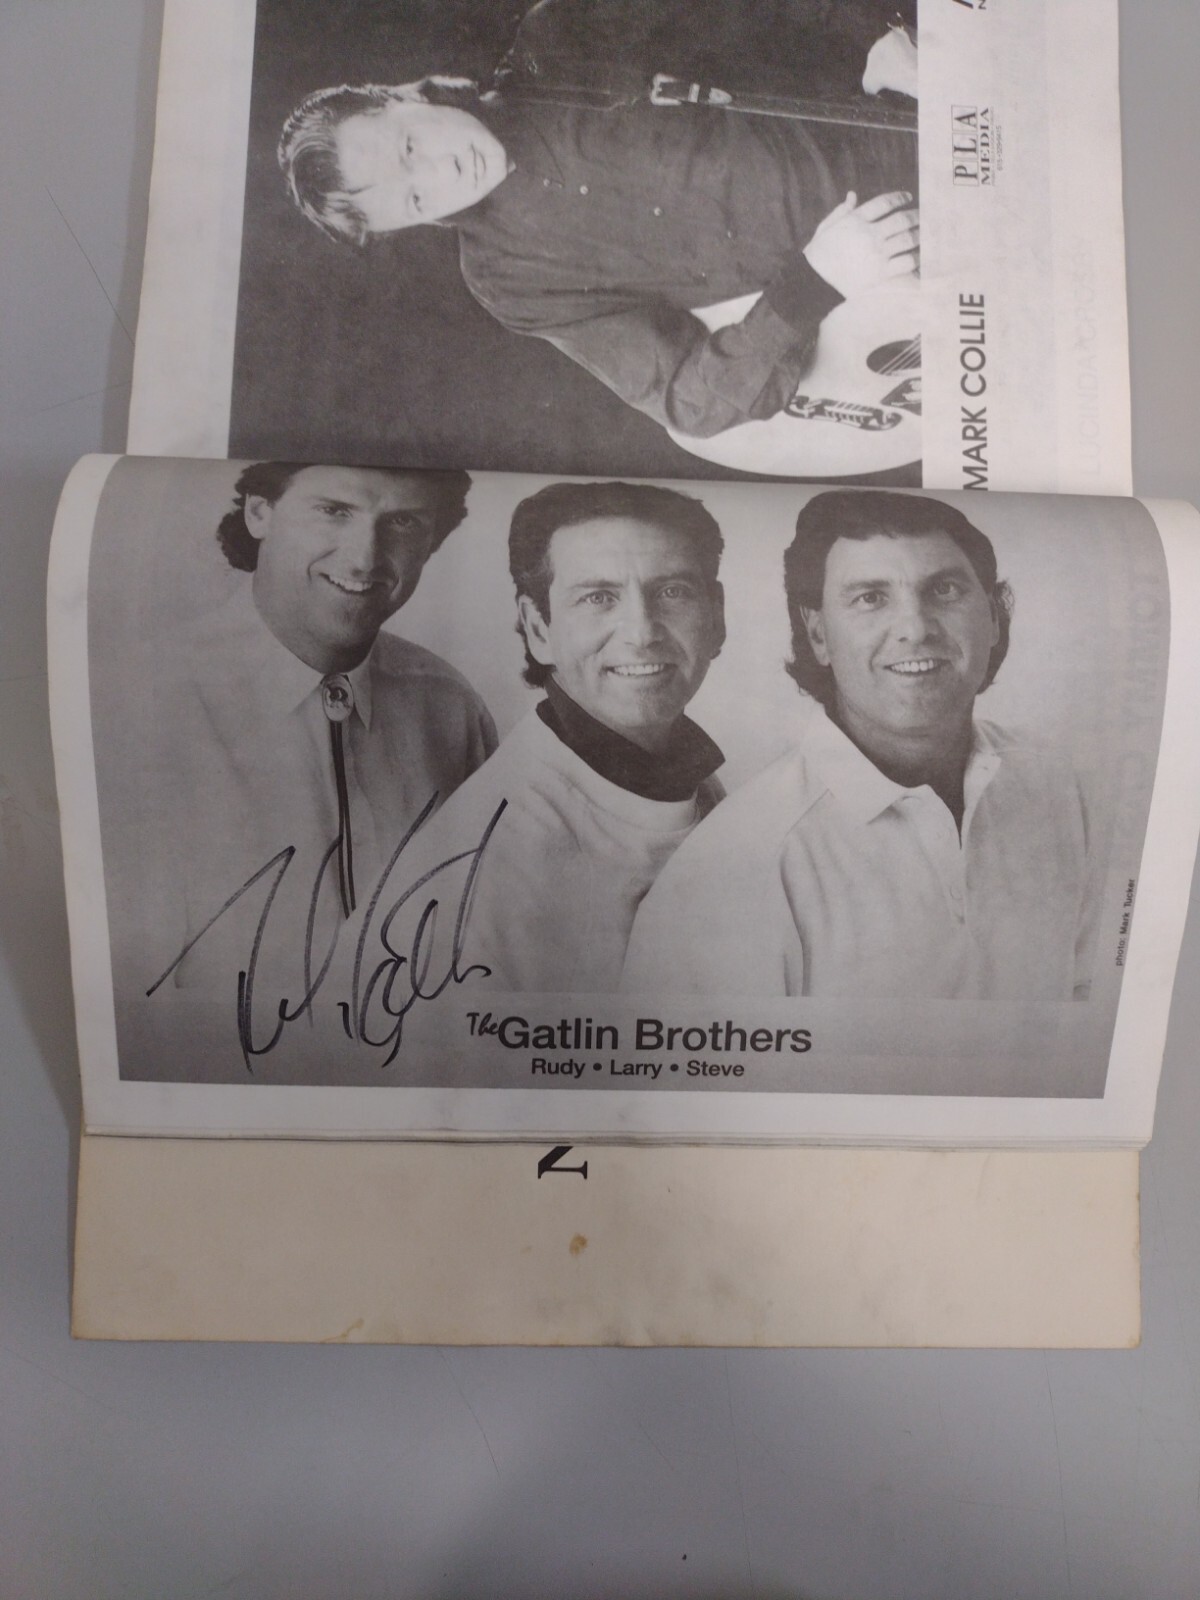 MARK COLLIE
PLA
MEDIA
photo: Mark Tucker
The Gatlin Brothers
Rudy • Larry • Steve
N